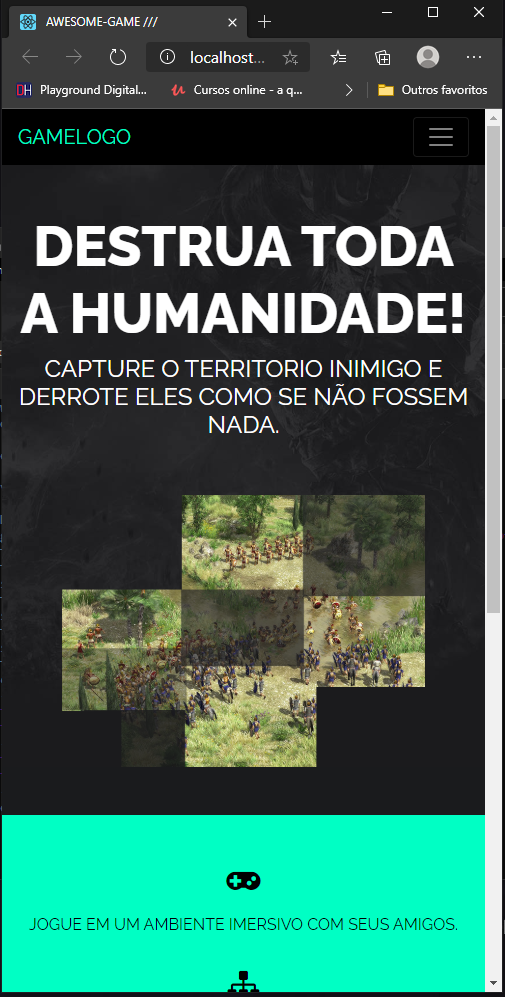 AWESOME-GAME ///
localhost...
DH Playground Digital...
Cursos online - a q...
Outros favoritos
GAMELOGO
DESTRUA TODA
A HUMANIDADE!
CAPTURE O TERRITORIO INIMIGO E
DERROTE ELES COMO SE NÃO FOSSEM
NADA.
JOGUE EM UM AMBIENTE IMERSIVO COM SEUS AMIGOS.